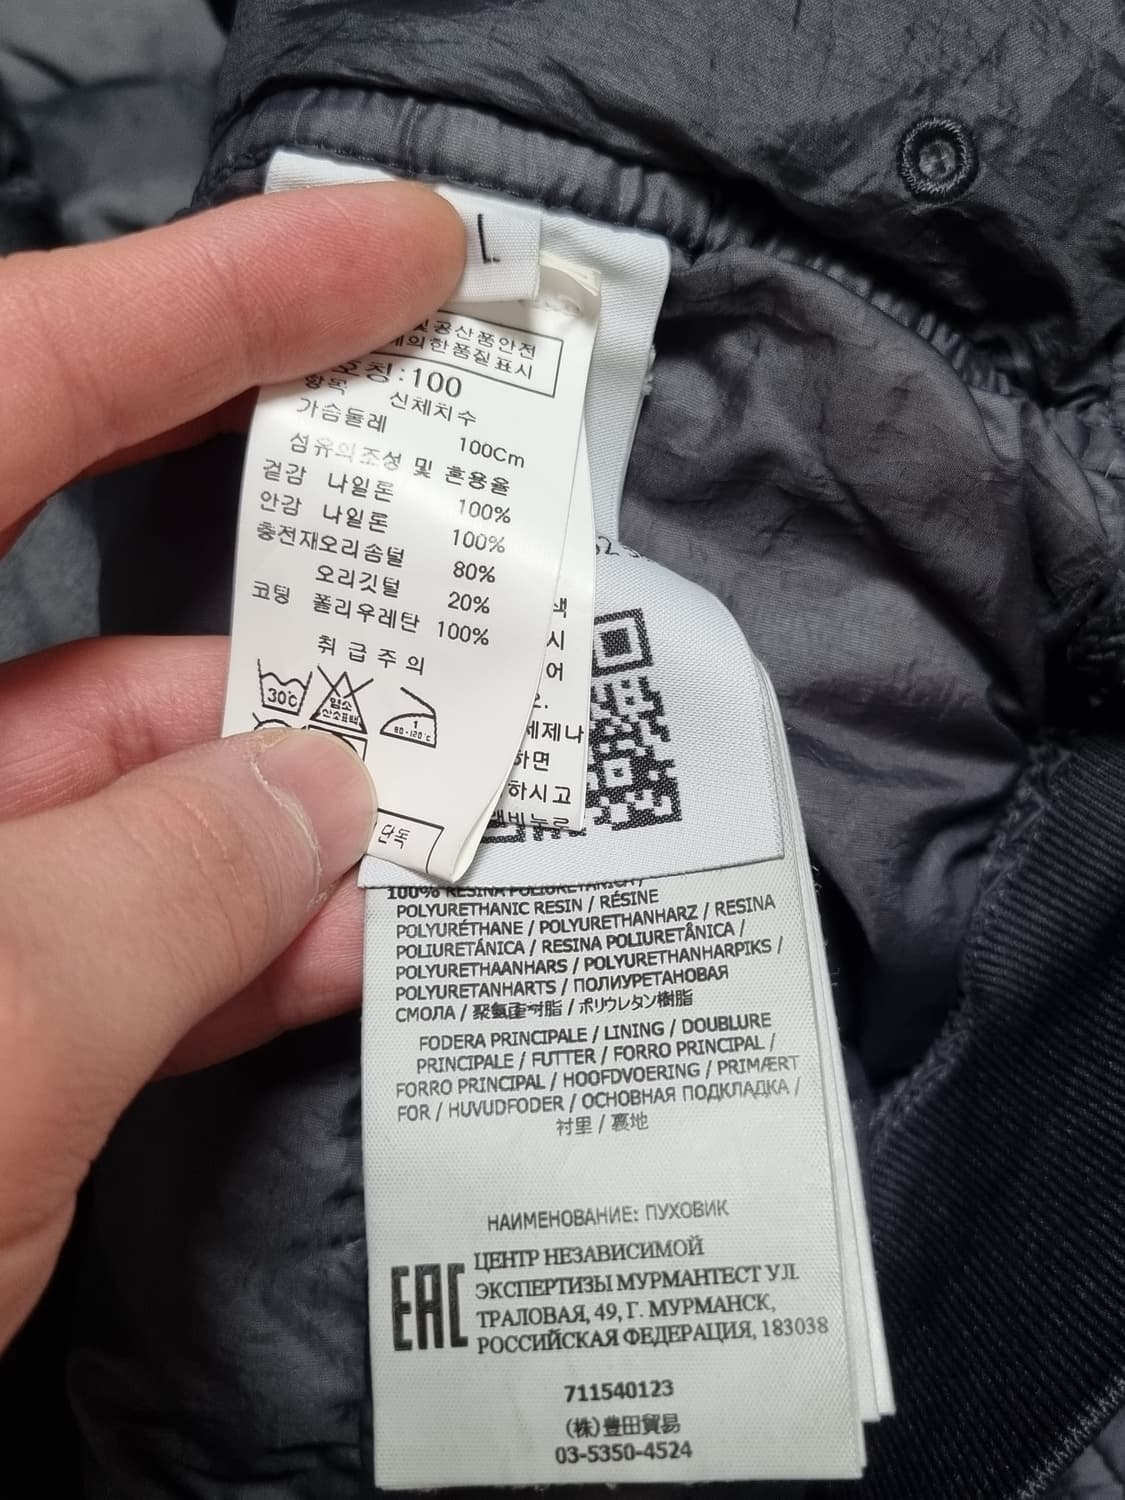 L
공산품안전
의한품질표시
호칭:100
항목 신체치수
가슴둘레 100Cm
섬유의조성 및 혼용율
겉감 나일론 100%
안감 나일론 100%
충전재오리솜털 80%
오리깃털 20%
코팅 폴리우레탄 100%
취급주의
30℃
염소
산소표백
1
80-120℃
단독
색
시
어
오.
세제나
하면
하시고
빨랫비누로
100% RESINA POLIURETANICA /
POLYURETHANIC RESIN / RÉSINE
POLYURÉTHANE / POLYURETHANHARZ / RESINA
POLIURETÁNICA / RESINA POLIURETÂNICA /
POLYURETHAANHARS / POLYURETHANHARPIKS /
POLYURETANHARTS / ПОЛИУРЕТАНОВАЯ
СМОЛА / 聚氨酯树脂 / ポリウレタン樹脂
FODERA PRINCIPALE / LINING / DOUBLURE
PRINCIPALE / FUTTER / FORRO PRINCIPAL /
FORRO PRINCIPAL / HOOFDVOERING / PRIMÆRT
FOR / HUVUDFODER / ОСНОВНАЯ ПОДКЛАДКА /
衬里 / 裏地
НАИМЕНОВАНИЕ: ПУХОВИК
EAC
ЦЕНТР НЕЗАВИСИМОЙ
ЭКСПЕРТИЗЫ МУРМАНТЕСТ УЛ.
ТРАЛОВАЯ, 49, Г. МУРМАНСК,
РОССИЙСКАЯ ФЕДЕРАЦИЯ, 183038
711540123
(株)豊田貿易
03-5350-4524